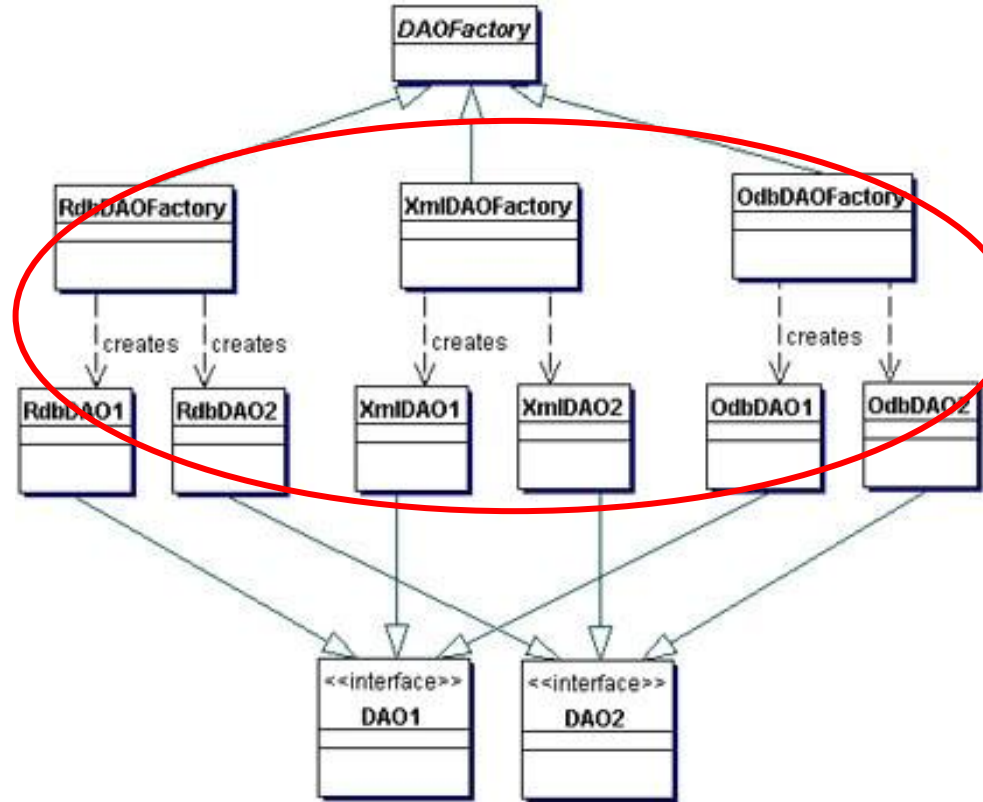 DAOFactory
RdbDAOFactory
XmlDAOFactory
OdbDAOFactory
creates
creates
creates
creates
RdbDAO1
RdbDAO2
XmlDAO1
XmlDAO2
OdbDAO1
OdbDAO2
<<interface>>
DAO1
<<interface>>
DAO2